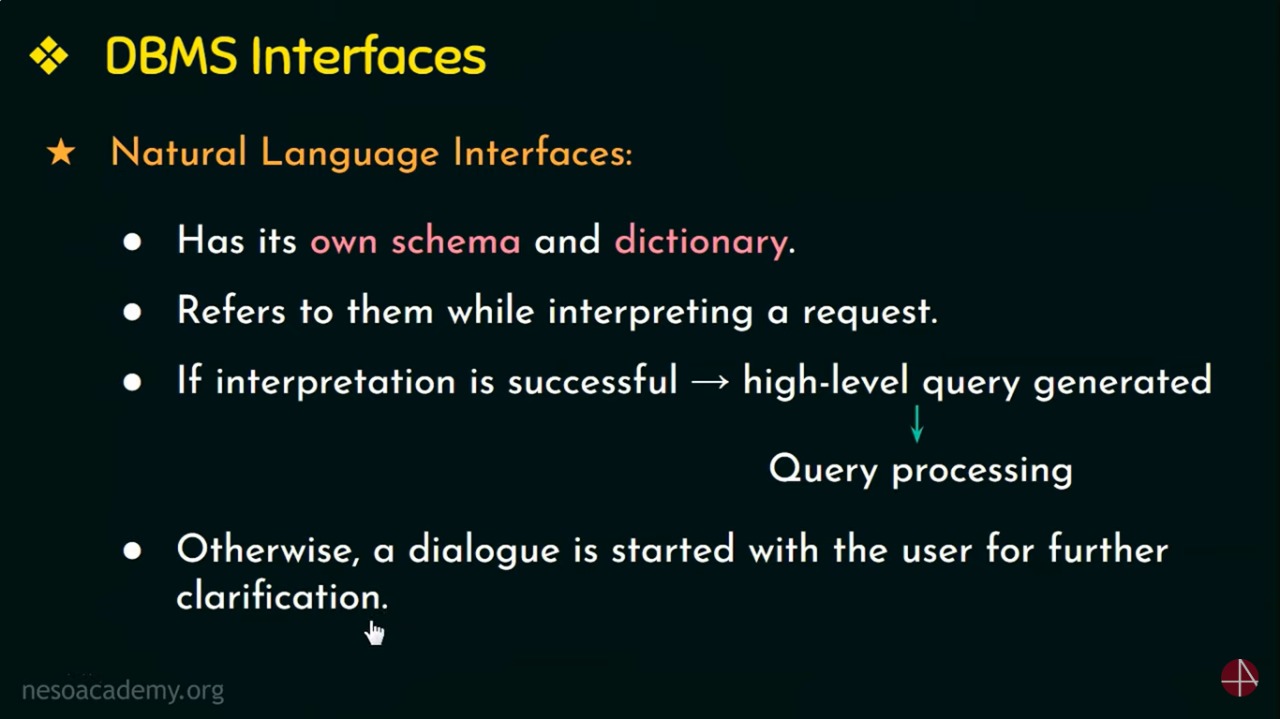 ❖ DBMS Interfaces
★ Natural Language Interfaces:
● Has its own schema and dictionary.
● Refers to them while interpreting a request.
● If interpretation is successful → high-level query generated
↓
Query processing
● Otherwise, a dialogue is started with the user for further
clarification.
nesoacademy.org